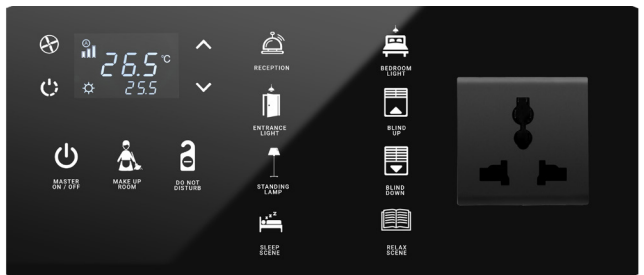 26.5°C
25.5
RECEPTION
BEDROOM
LIGHT
ENTRANCE
LIGHT
BLIND
UP
MASTER
ON / OFF
MAKE UP
ROOM
DO NOT
DISTURB
STANDING
LAMP
BLIND
DOWN
SLEEP
SCENE
RELAX
SCENE